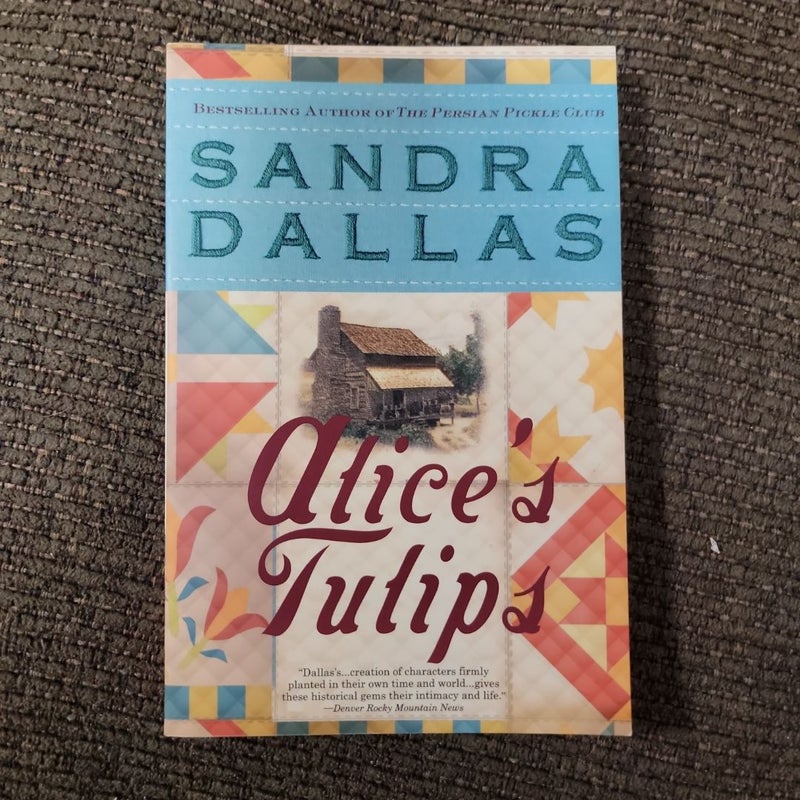 Bestselling Author of The Persian Pickle Club
SANDRA
DALLAS
Alice's
Tulips
"Dallas's...creation of characters firmly
planted in their own time and world...gives
these historical gems their intimacy and life."
—Denver Rocky Mountain News